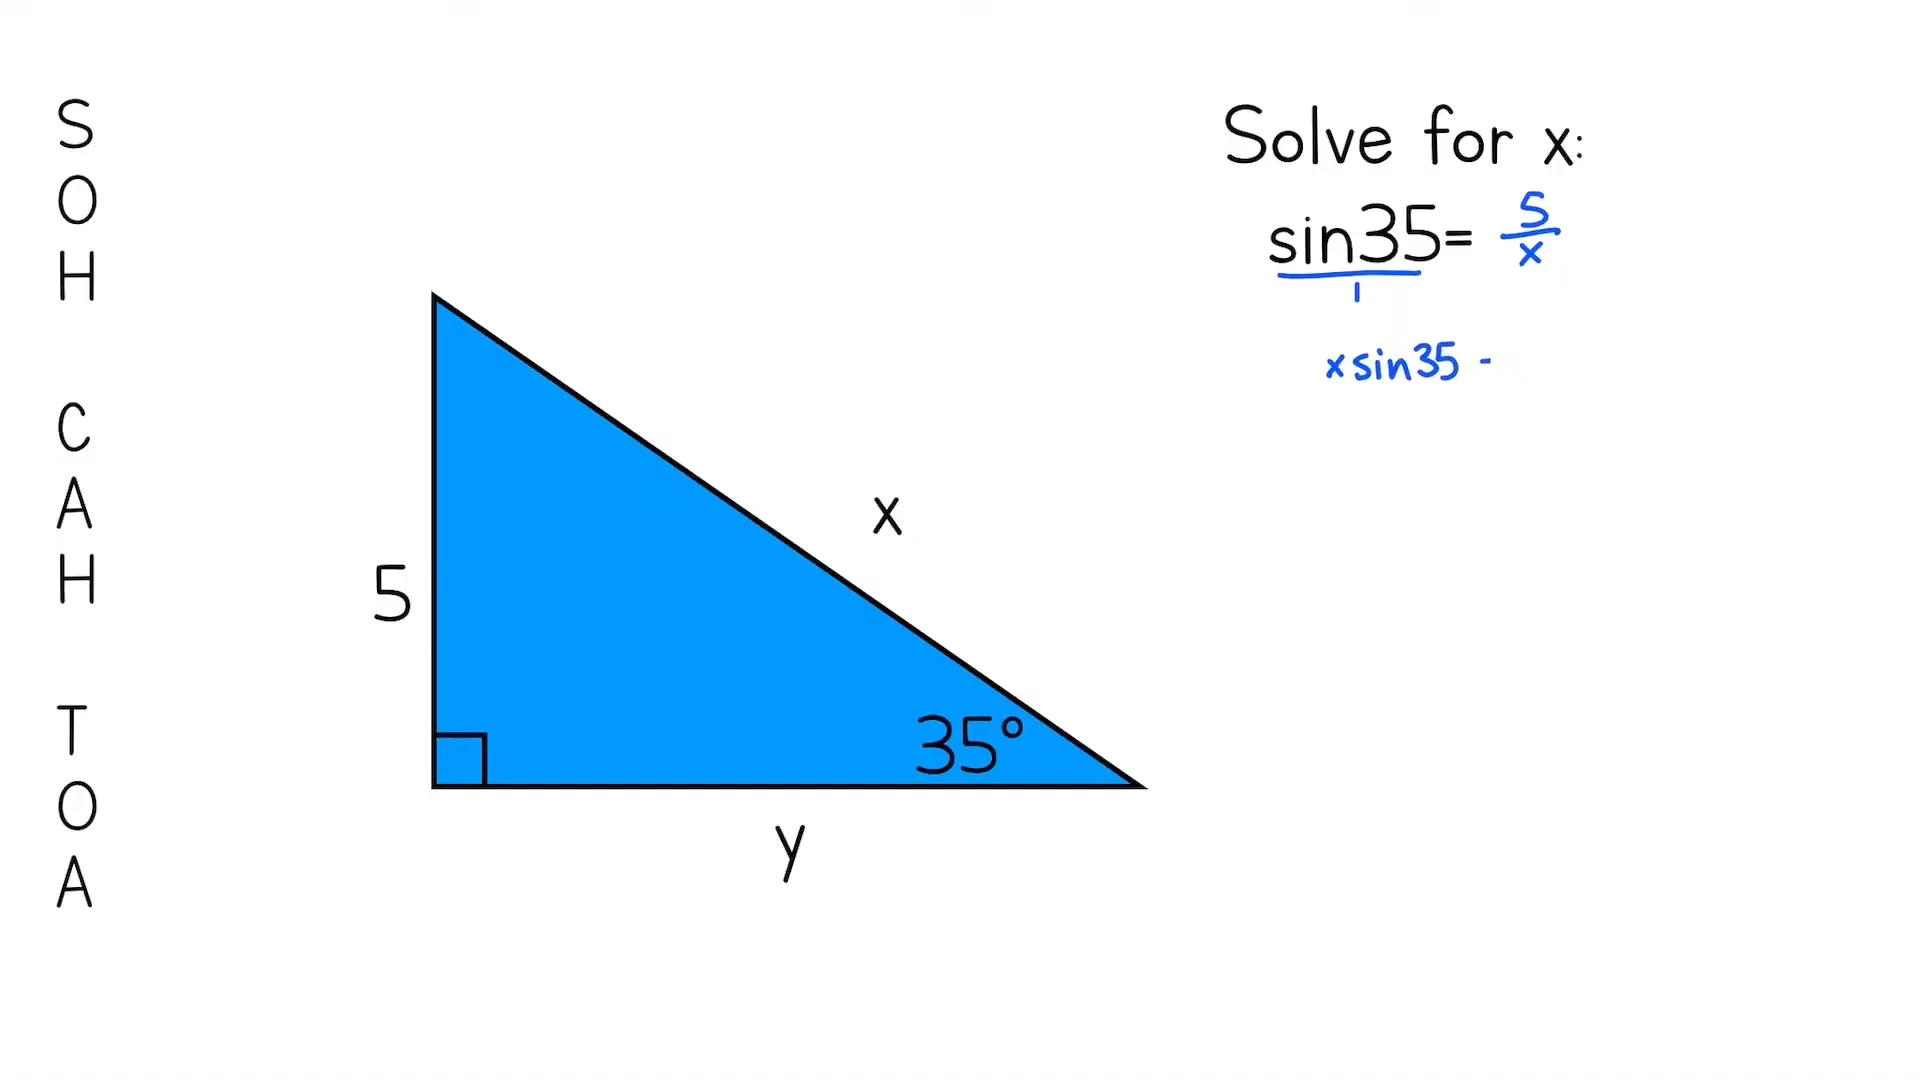 S
O
H
C
A
H
T
O
A
Solve for x:
sin35= 5/x
1
x sin35 -
5
x
35°
y